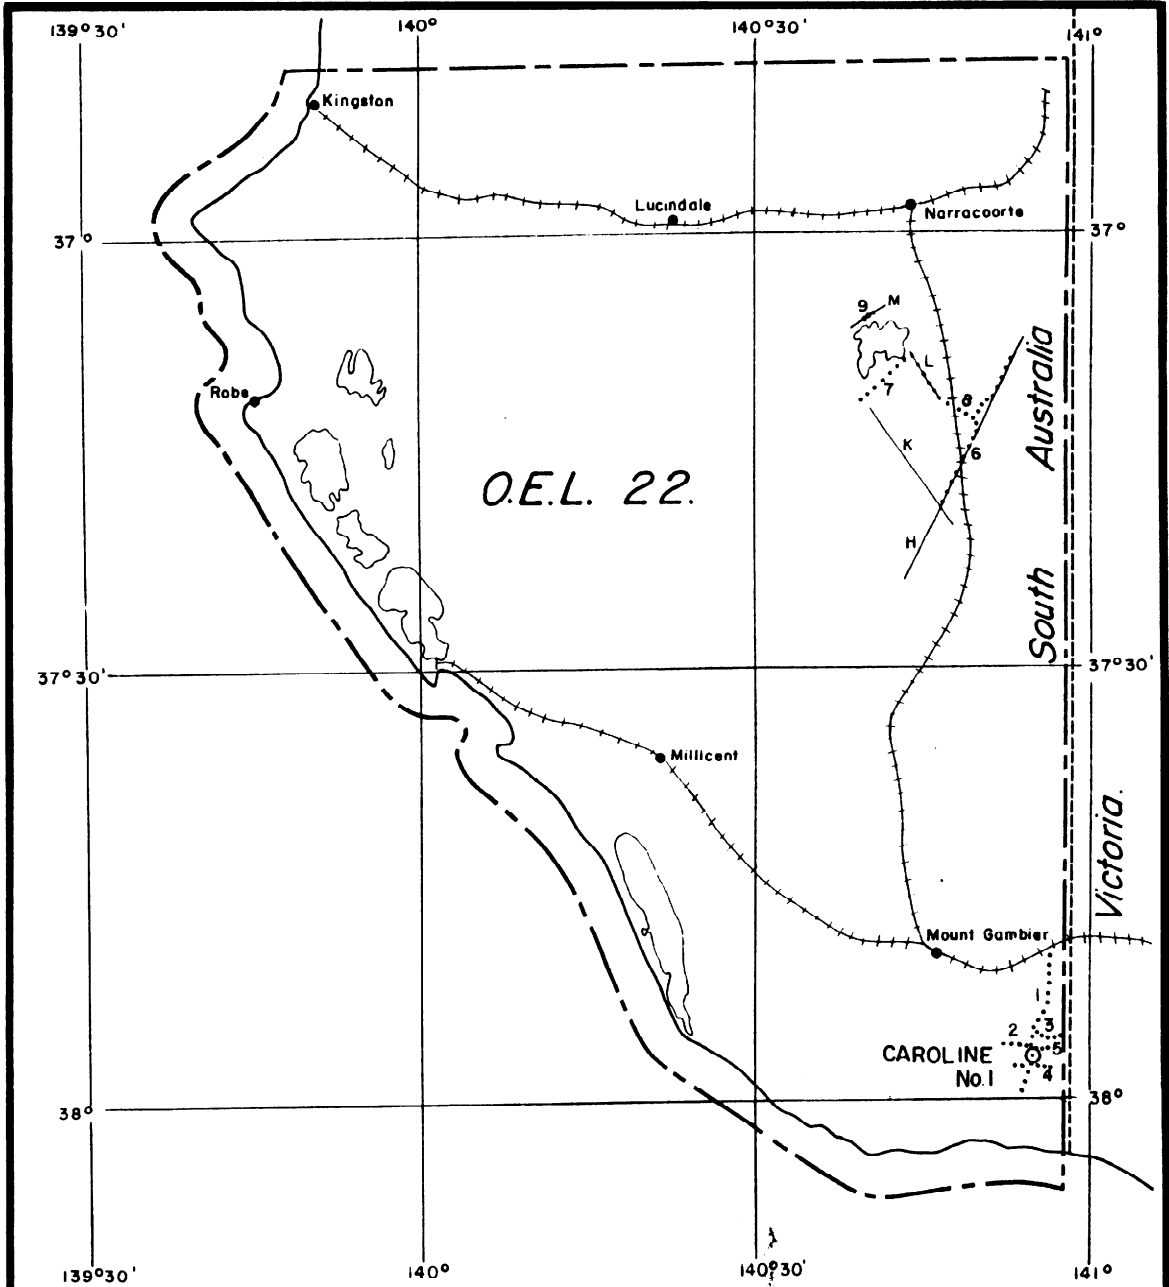 139°30'
140°
140°30'
141°
Kingston
Lucindale
Narracoorte
37°
37°
9
M
L
7
8
Robe
K
6
H
O.E.L. 22.
South Australia
37°30'
37°30'
Millicent
Victoria.
Mount Gambier
1
2
3
5
4
CAROLINE
No.1
38°
38°
139°30'
140°
140°30'
141°